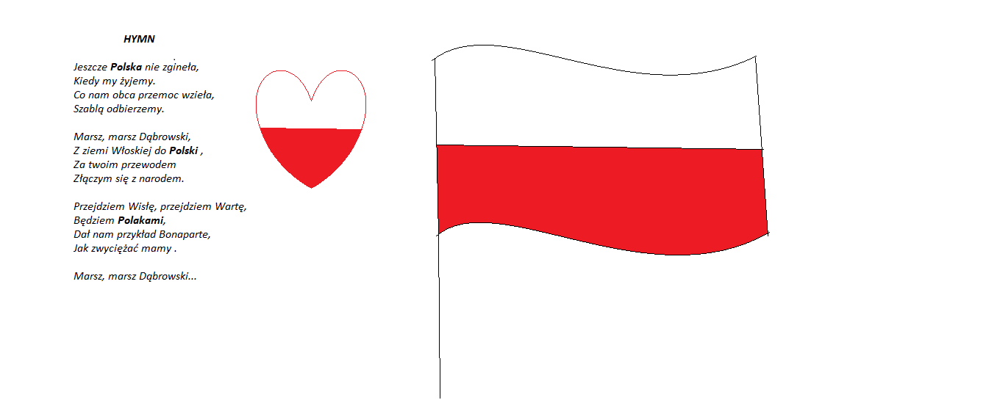 HYMN
Jeszcze Polska nie zgineła,
Kiedy my żyjemy.
Co nam obca przemoc wzieła,
Szablą odbierzemy.
Marsz, marsz Dąbrowski,
Z ziemi Włoskiej do Polski ,
Za twoim przewodem
Złączym się z narodem.
Przejdziem Wisłę, przejdziem Wartę,
Będziem Polakami,
Dał nam przykład Bonaparte,
Jak zwyciężać mamy .
Marsz, marsz Dąbrowski...